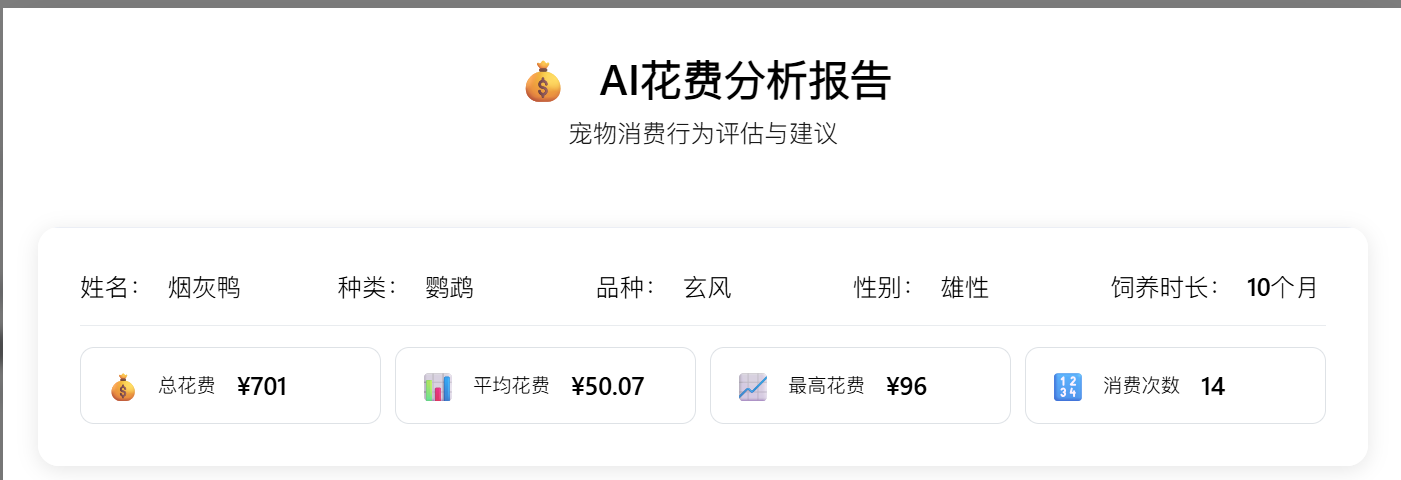 AI花费分析报告
宠物消费行为评估与建议
姓名： 烟灰鸭 种类： 鹦鹉 品种： 玄风 性别： 雄性 饲养时长： 10个月
总花费 ¥701 平均花费 ¥50.07 最高花费 ¥96 消费次数 14